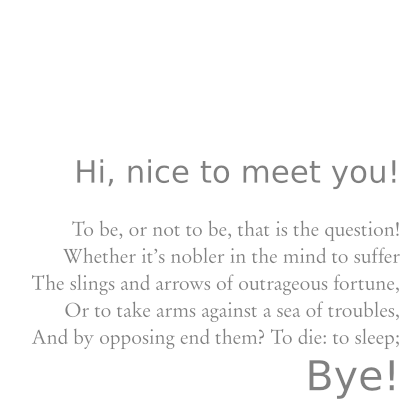 Hi, nice to meet you!
To be, or not to be, that is the question!
Whether it’s nobler in the mind to suffer
The slings and arrows of outrageous fortune,
Or to take arms against a sea of troubles,
And by opposing end them? To die: to sleep;
Bye!